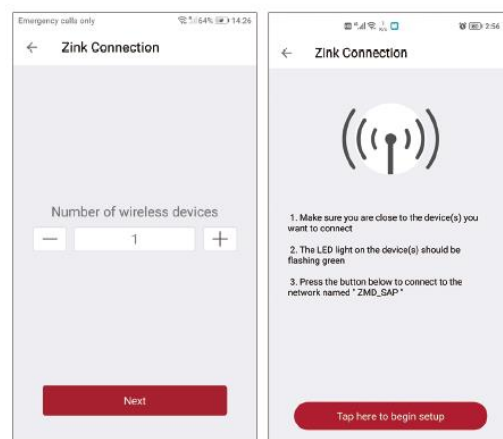 Emergency calls only 64% 14:26
Zink Connection
Number of wireless devices
1
Next
2:56
Zink Connection
1. Make sure you are close to the device(s) you
want to connect
2. The LED light on the device(s) should be
flashing green
3. Press the button below to connect to the
network named "ZMD_SAP"
Tap here to begin setup